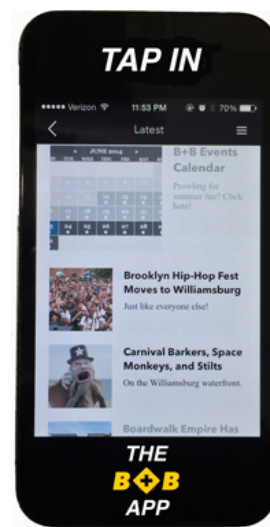 TAP IN
Verizon 11:53 PM 70%
Latest
JUNE 2014
B+B Events
Calendar
Prowling for
summer fun? Click
here!
Brooklyn Hip-Hop Fest
Moves to Williamsburg
Just like everyone else!
Carnival Barkers, Space
Monkeys, and Stilts
On the Williamsburg waterfront.
Boardwalk Empire Has
THE
B+B
APP